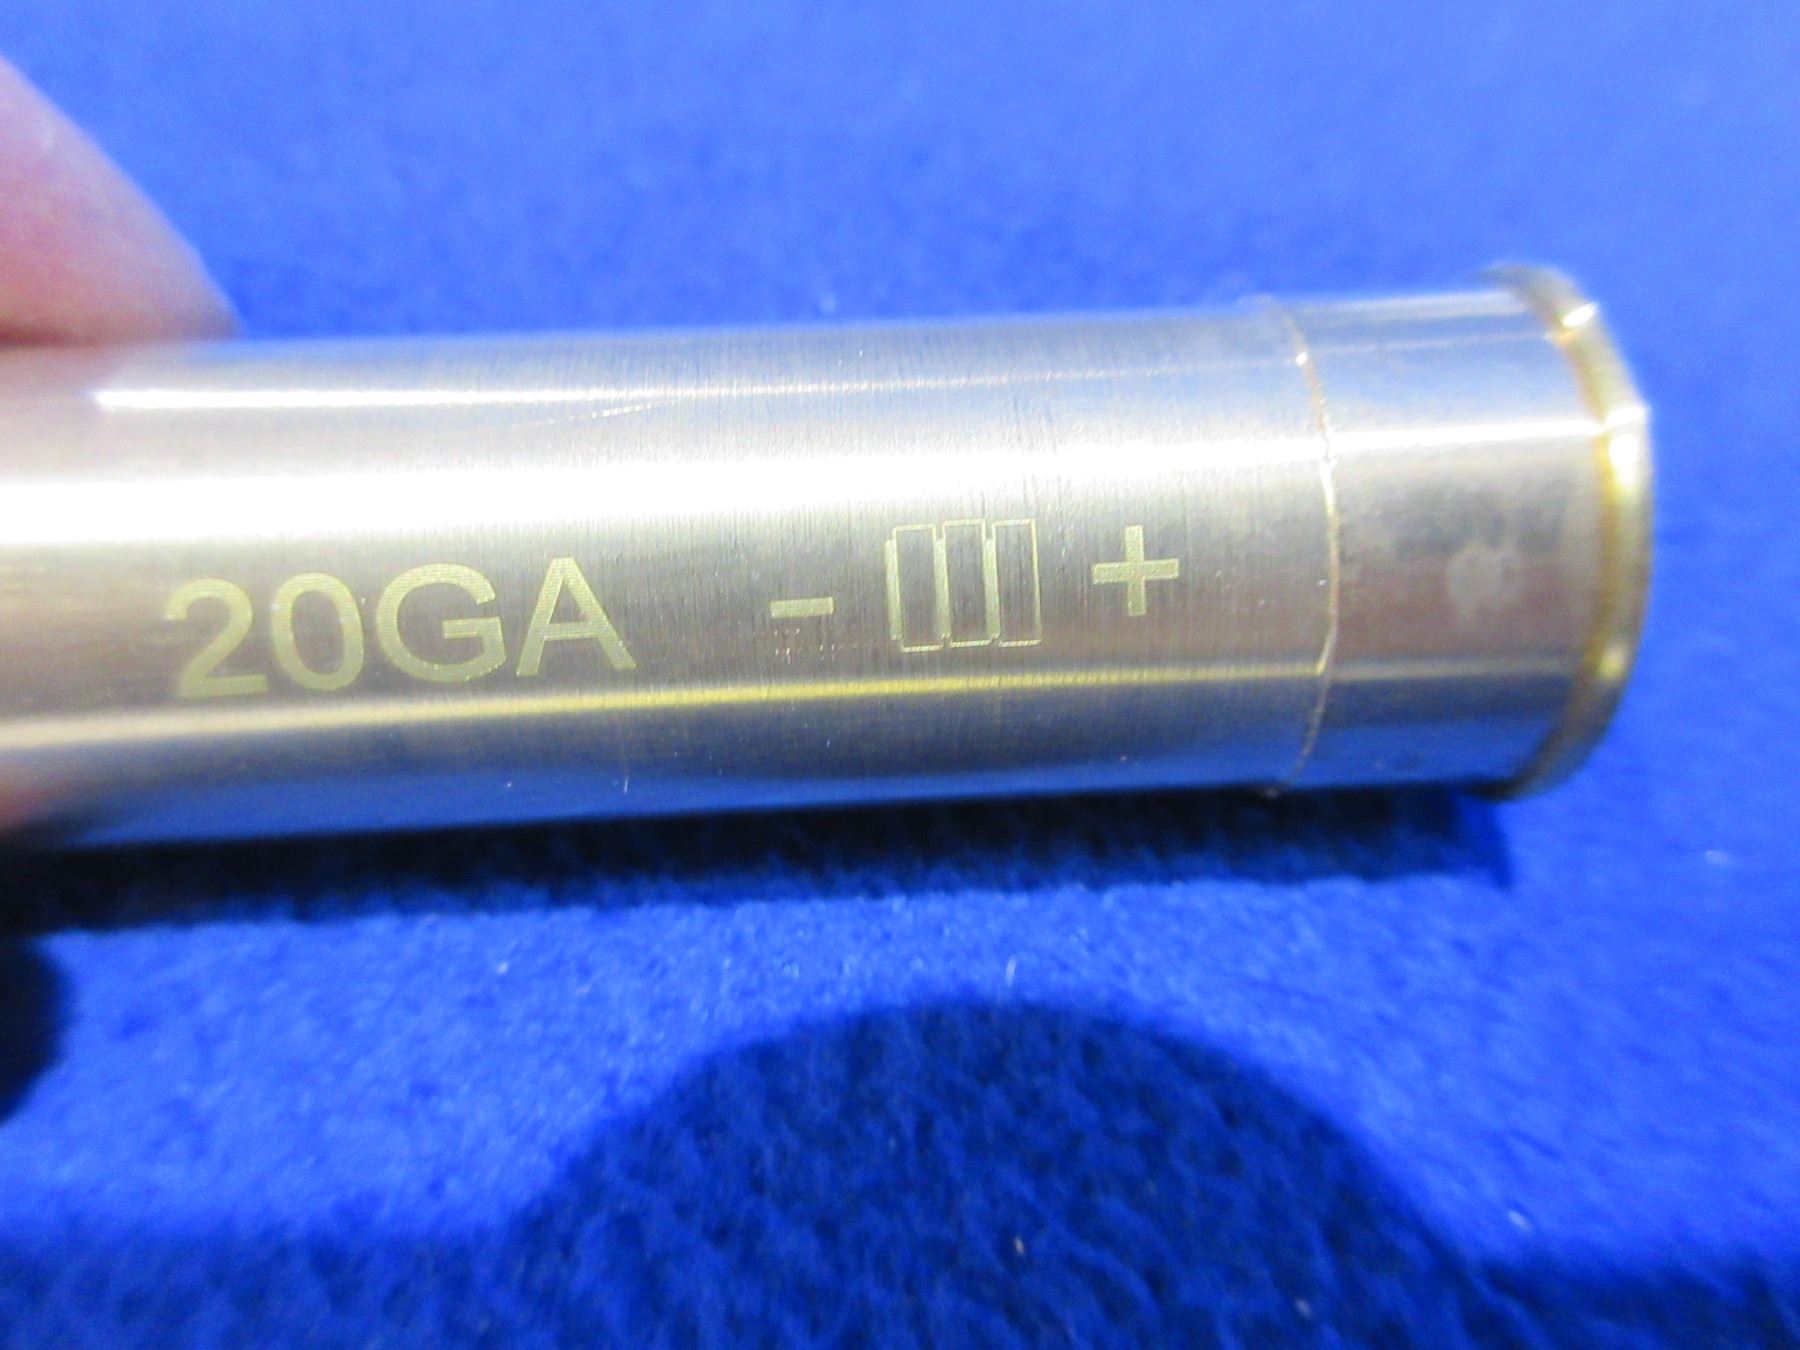 20GA - +